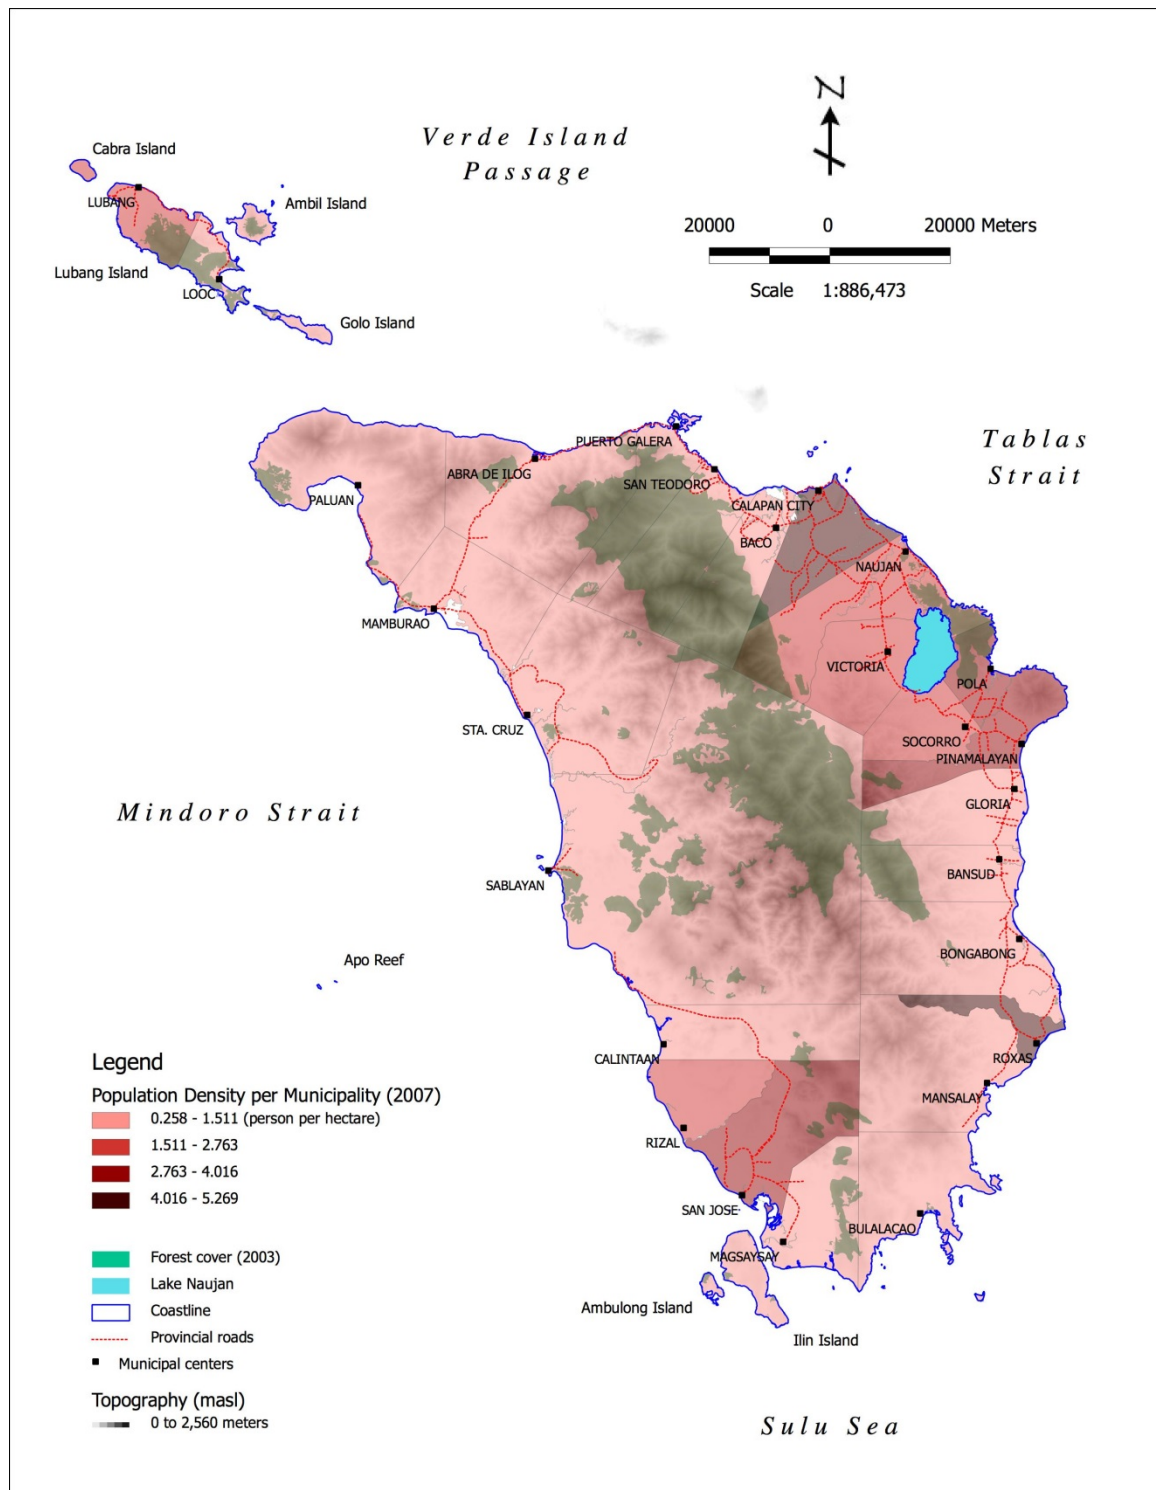 Verde Island
Passage
N
Cabra Island
LUBANG
Ambil Island
Lubang Island
LOOC
Golo Island
20000 0 20000 Meters
Scale 1:886,473
Tablas
Strait
PUERTO GALERA
ABRA DE ILOG
SAN TEODORO
PALUAN
CALAPAN CITY
BACO
NAUJAN
MAMBURAO
VICTORIA
POLA
STA. CRUZ
SOCORRO
PINAMALAYAN
GLORIA
Mindoro Strait
BANSUD
SABLAYAN
BONGABONG
Apo Reef
CALINTAAN
ROXAS
MANSALAY
RIZAL
SAN JOSE
BULALACAO
MAGSAYSAY
Ambulong Island
Ilin Island
Sulu Sea
Legend
Population Density per Municipality (2007)
0.258 - 1.511 (person per hectare)
1.511 - 2.763
2.763 - 4.016
4.016 - 5.269
Forest cover (2003)
Lake Naujan
Coastline
Provincial roads
Municipal centers
Topography (masl)
0 to 2,560 meters